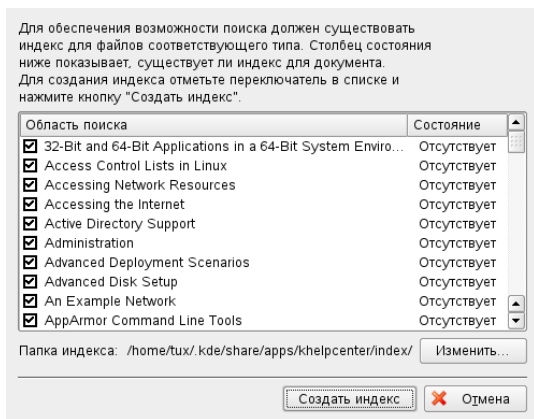 Для обеспечения возможности поиска должен существовать
индекс для файлов соответствующего типа. Столбец состояния
ниже показывает, существует ли индекс для документа.
Для создания индекса отметьте переключатель в списке и
нажмите кнопку "Создать индекс".
Область поиска Состояние
32-Bit and 64-Bit Applications in a 64-Bit System Enviro... Отсутствует
Access Control Lists in Linux Отсутствует
Accessing Network Resources Отсутствует
Accessing the Internet Отсутствует
Active Directory Support Отсутствует
Administration Отсутствует
Advanced Deployment Scenarios Отсутствует
Advanced Disk Setup Отсутствует
An Example Network Отсутствует
AppArmor Command Line Tools Отсутствует
Папка индекса: /home/tux/.kde/share/apps/khelpcenter/index/ Изменить...
Создать индекс Отмена